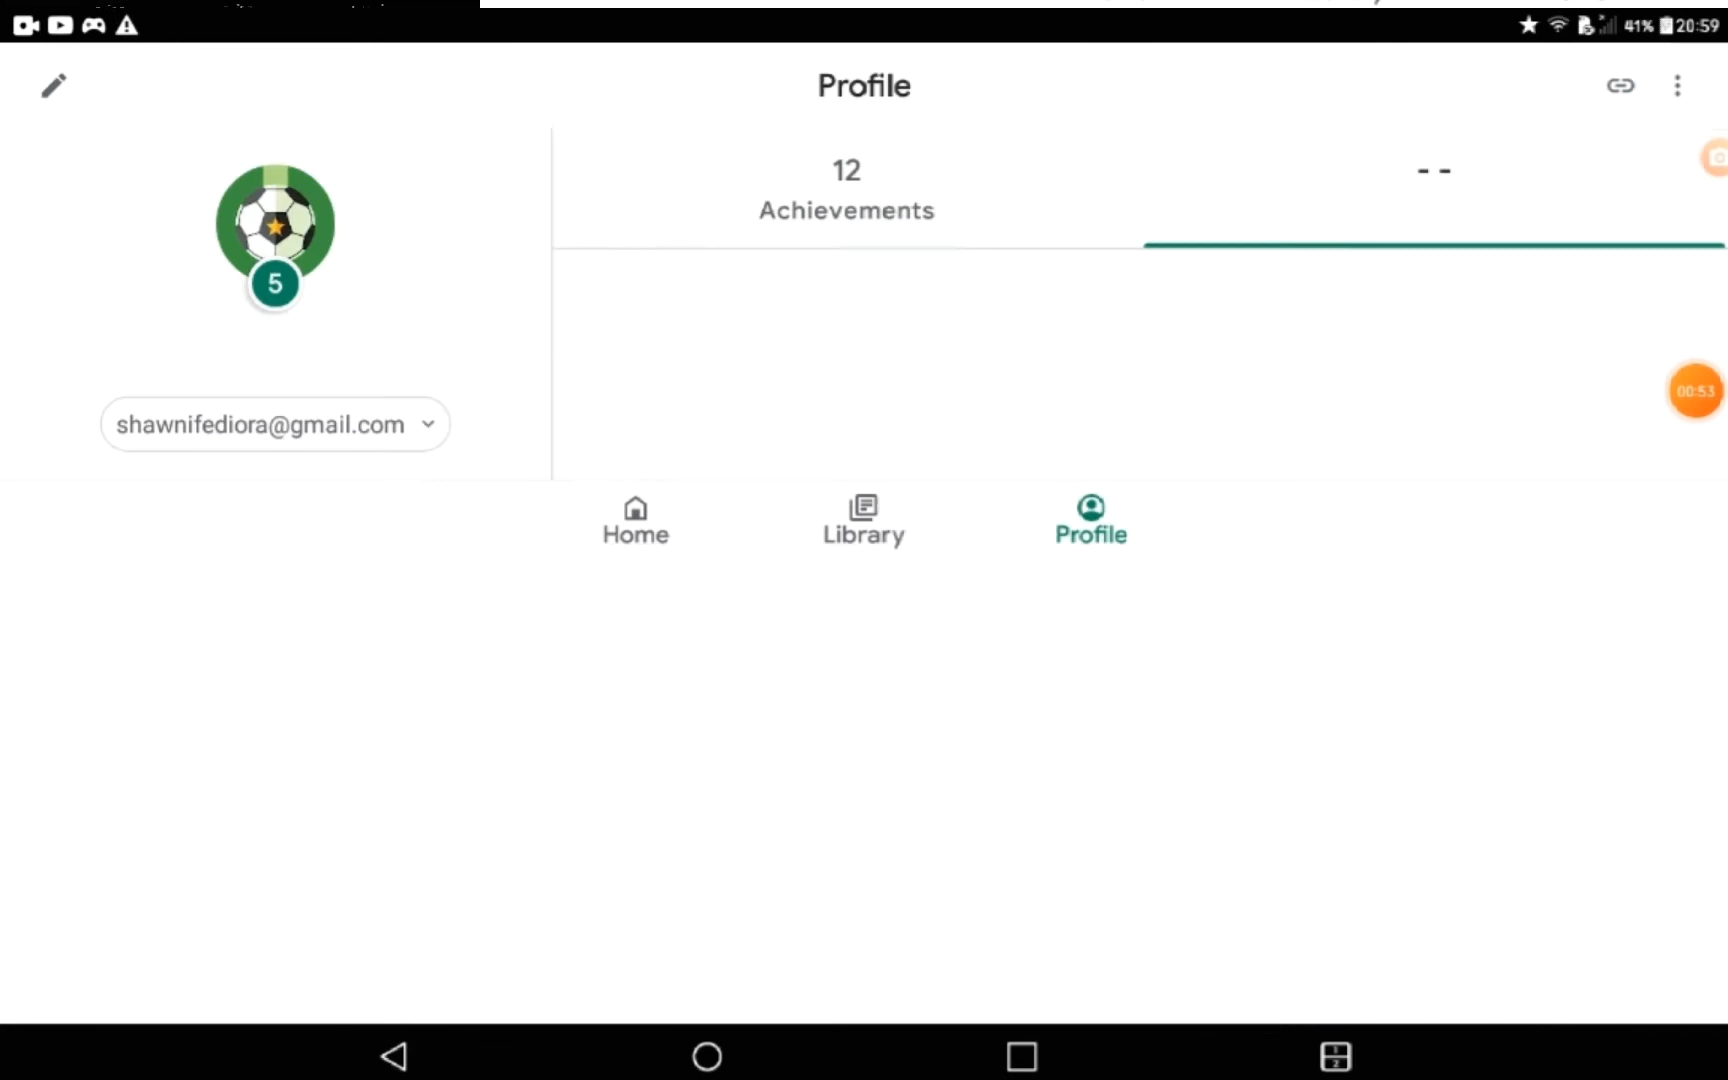 41% 20:59
Profile
12
Achievements
- -
5
00:53
shawnifediora@gmail.com
Home
Library
Profile